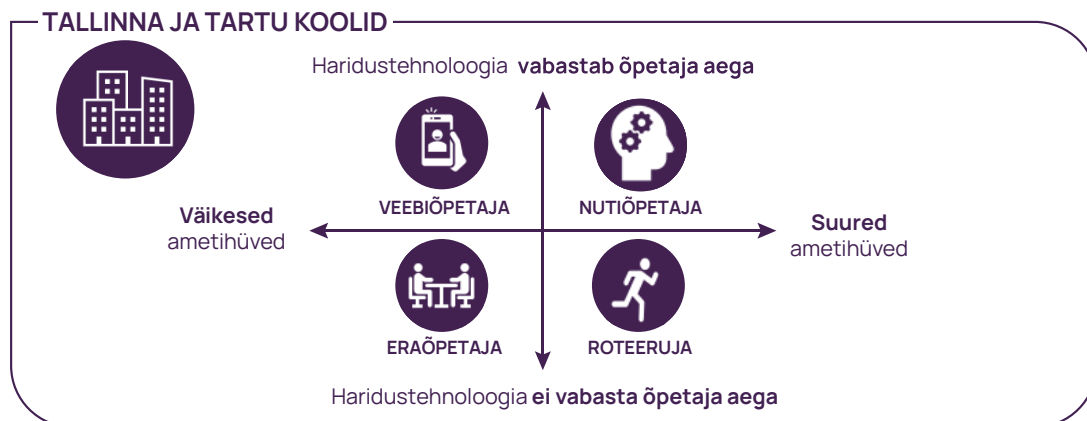 TALLINNA JA TARTU KOOLID
Haridustehnoloogia vabastab õpetaja aega
VEEBIÕPETAJA
NUTIÕPETAJA
Väikesed
ametihüved
Suured
ametihüved
ERAÕPETAJA
ROTEERUJA
Haridustehnoloogia ei vabasta õpetaja aega